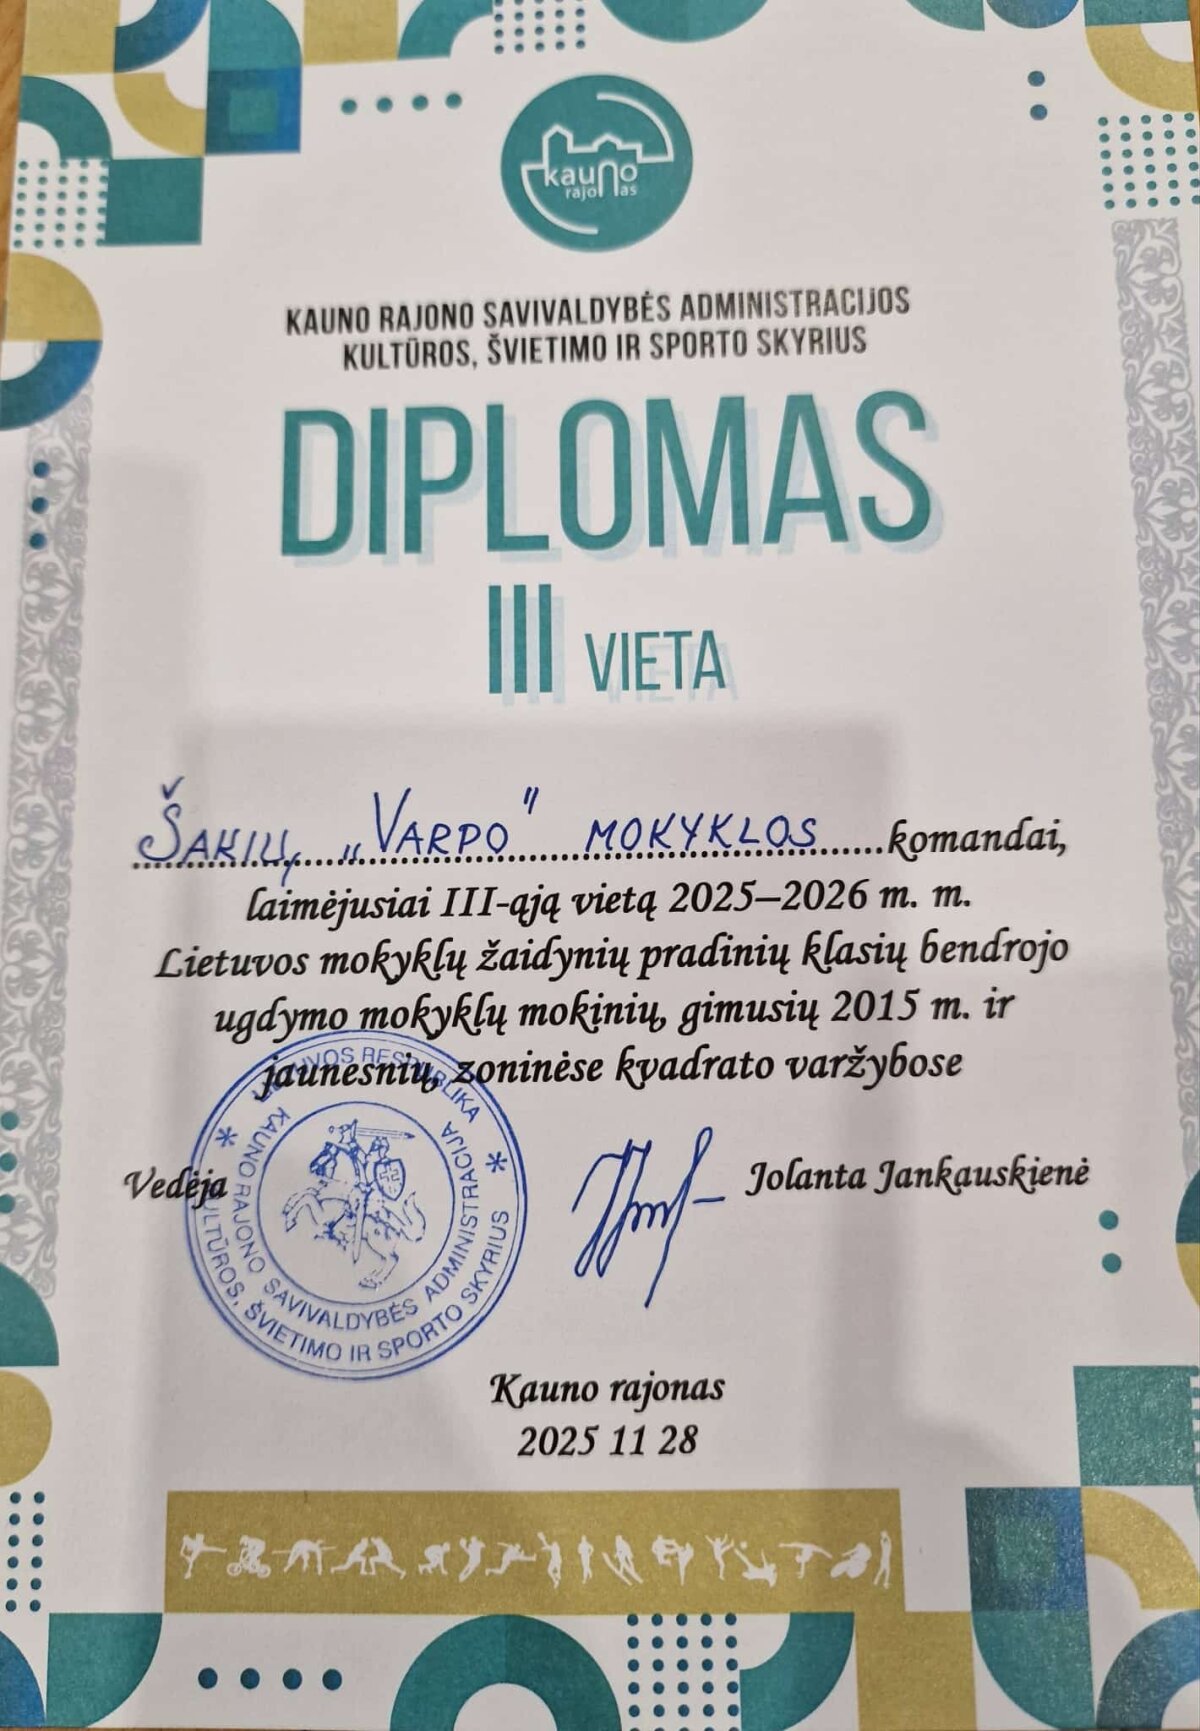 kauno
rajonas
KAUNO RAJONO SAVIVALDYBĖS ADMINISTRACIJOS
KULTŪROS, ŠVIETIMO IR SPORTO SKYRIUS
DIPLOMAS
III VIETA
ŠAKIŲ „VARPO" MOKYKLOS komandai,
laimėjusiai III-ąją vietą 2025–2026 m. m.
Lietuvos mokyklų žaidynių pradinių klasių bendrojo
ugdymo mokyklų mokinių, gimusių 2015 m. ir
jaunesnių, zoninėse kvadrato varžybose
LIETUVOS RESPUBLIKA
KAUNO RAJONO SAVIVALDYBĖS ADMINISTRACIJA
KULTŪROS, ŠVIETIMO IR SPORTO SKYRIUS
Vedėja Jolanta Jankauskienė
Kauno rajonas
2025 11 28